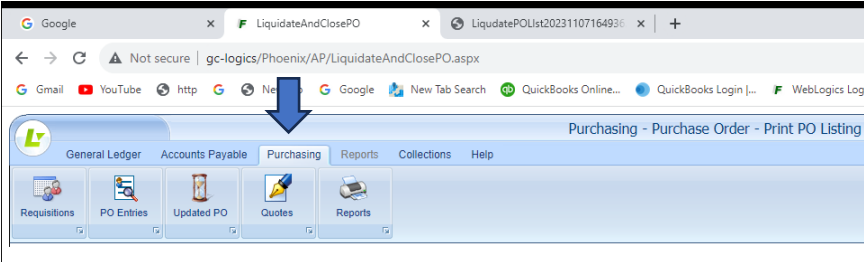 Google
LiquidateAndClosePO
LiqudatePOLIst2023110716493
Not secure
gc-logics/Phoenix/AP/LiquidateAndClosePO.aspx
Gmail
YouTube
http
Google
New Tab Search
QuickBooks Online...
QuickBooks Login |...
WebLogics Log
Purchasing - Purchase Order - Print PO Listing
General Ledger
Accounts Payable
Purchasing
Reports
Collections
Help
Requisitions
PO Entries
Updated PO
Quotes
Reports